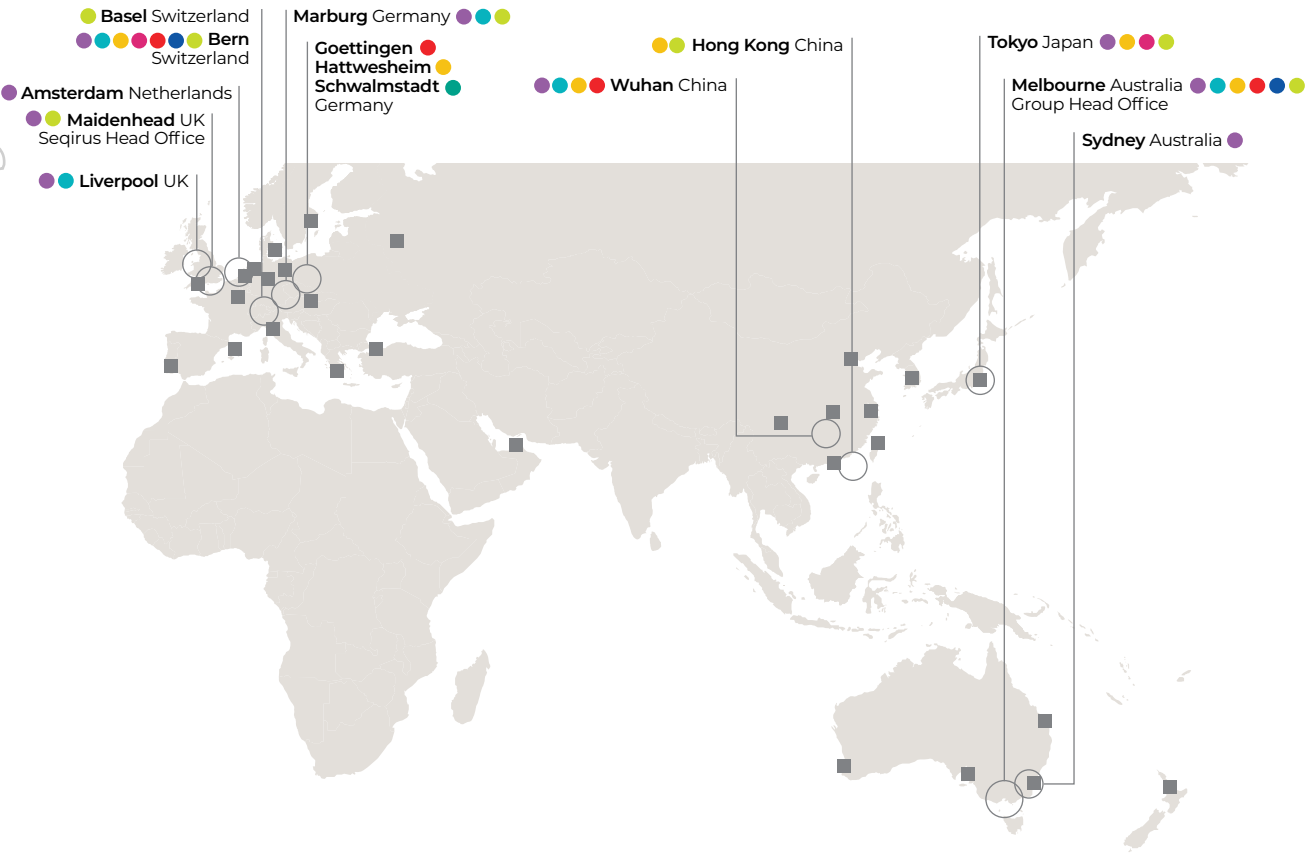 Basel Switzerland
Bern
Switzerland
Amsterdam Netherlands
Maidenhead UK
Seqirus Head Office
Liverpool UK
Marburg Germany
Goettingen
Hattwesheim
Schwalmstadt
Germany
Hong Kong China
Wuhan China
Tokyo Japan
Melbourne Australia
Group Head Office
Sydney Australia